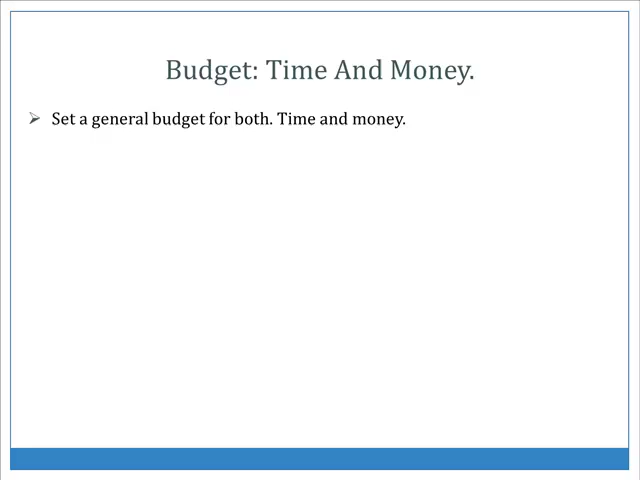 Budget: Time And Money.
Set a general budget for both. Time and money.